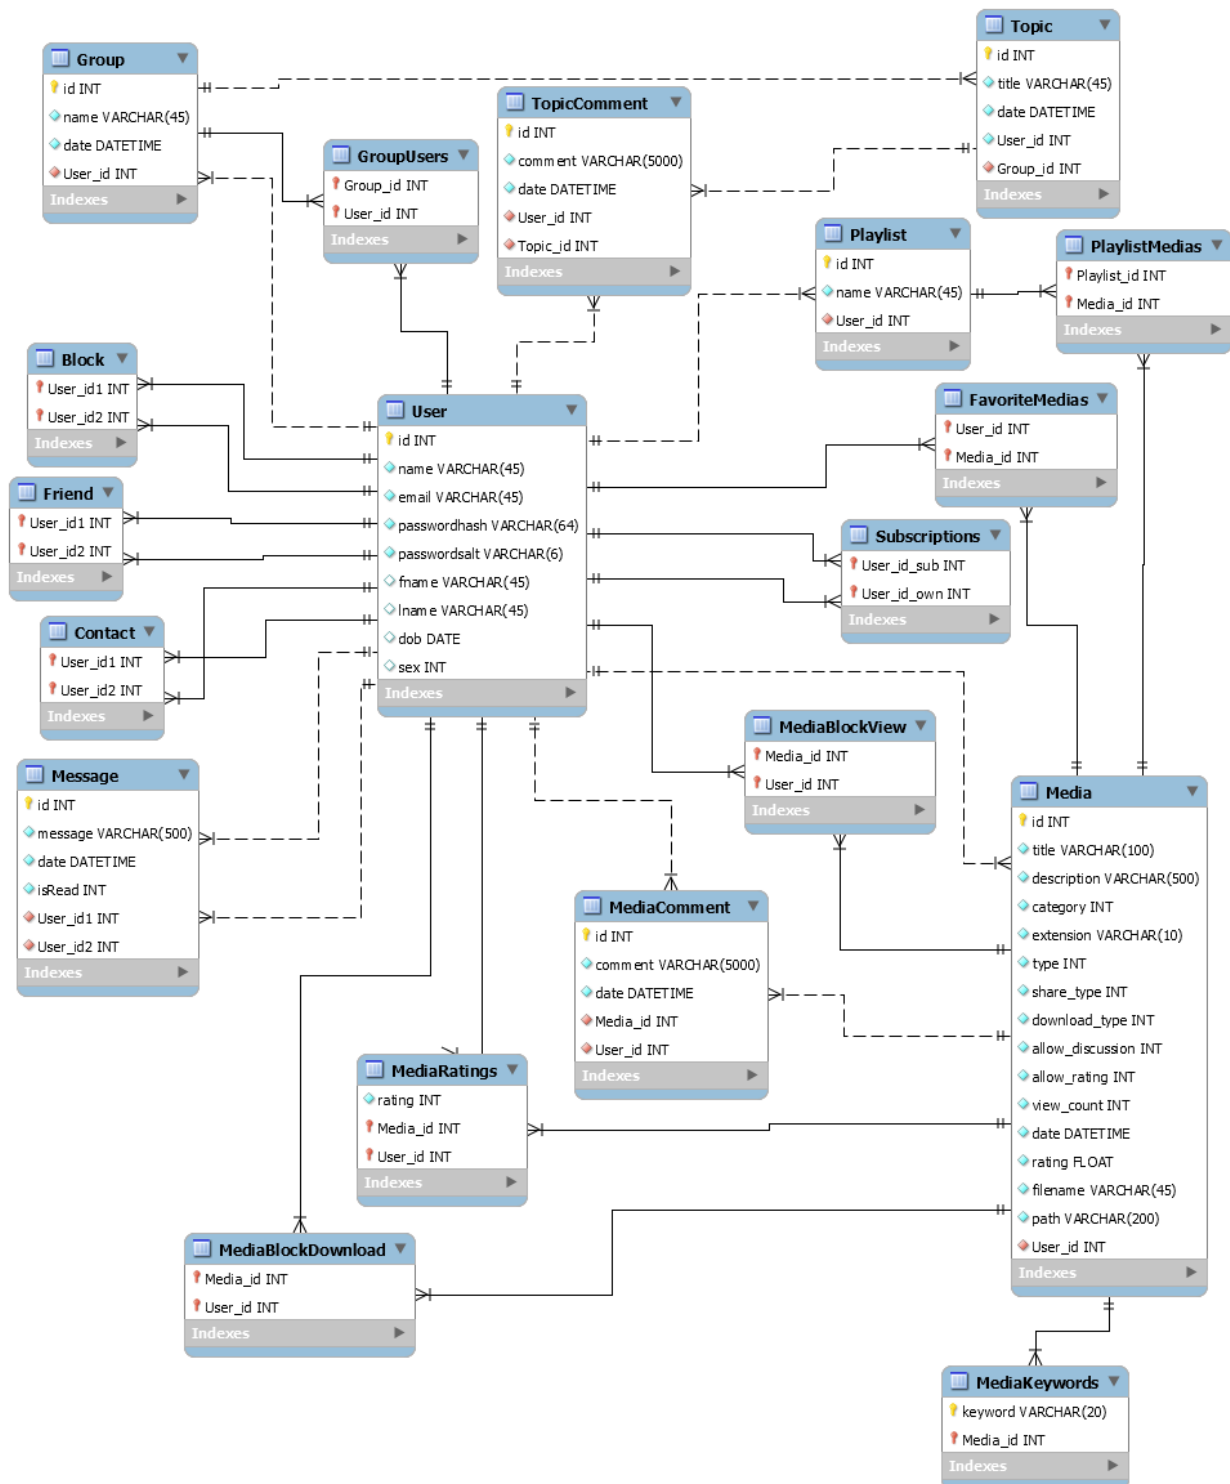 Group
id INT
name VARCHAR(45)
date DATETIME
User_id INT
Indexes
Topic
id INT
title VARCHAR(45)
date DATETIME
User_id INT
Group_id INT
Indexes
TopicComment
id INT
comment VARCHAR(5000)
date DATETIME
User_id INT
Topic_id INT
Indexes
GroupUsers
Group_id INT
User_id INT
Indexes
Playlist
id INT
name VARCHAR(45)
User_id INT
Indexes
PlaylistMedias
Playlist_id INT
Media_id INT
Indexes
Block
User_id1 INT
User_id2 INT
Indexes
User
id INT
name VARCHAR(45)
email VARCHAR(45)
passwordhash VARCHAR(64)
passwordsalt VARCHAR(6)
fname VARCHAR(45)
lname VARCHAR(45)
dob DATE
sex INT
Indexes
FavoriteMedias
User_id INT
Media_id INT
Indexes
Friend
User_id1 INT
User_id2 INT
Indexes
Subscriptions
User_id_sub INT
User_id_own INT
Indexes
Contact
User_id1 INT
User_id2 INT
Indexes
MediaBlockView
Media_id INT
User_id INT
Indexes
Message
id INT
message VARCHAR(500)
date DATETIME
isRead INT
User_id1 INT
User_id2 INT
Indexes
Media
id INT
title VARCHAR(100)
description VARCHAR(500)
category INT
extension VARCHAR(10)
type INT
share_type INT
download_type INT
allow_discussion INT
allow_rating INT
view_count INT
date DATETIME
rating FLOAT
filename VARCHAR(45)
path VARCHAR(200)
User_id INT
Indexes
MediaComment
id INT
comment VARCHAR(5000)
date DATETIME
Media_id INT
User_id INT
Indexes
MediaRatings
rating INT
Media_id INT
User_id INT
Indexes
MediaBlockDownload
Media_id INT
User_id INT
Indexes
MediaKeywords
keyword VARCHAR(20)
Media_id INT
Indexes